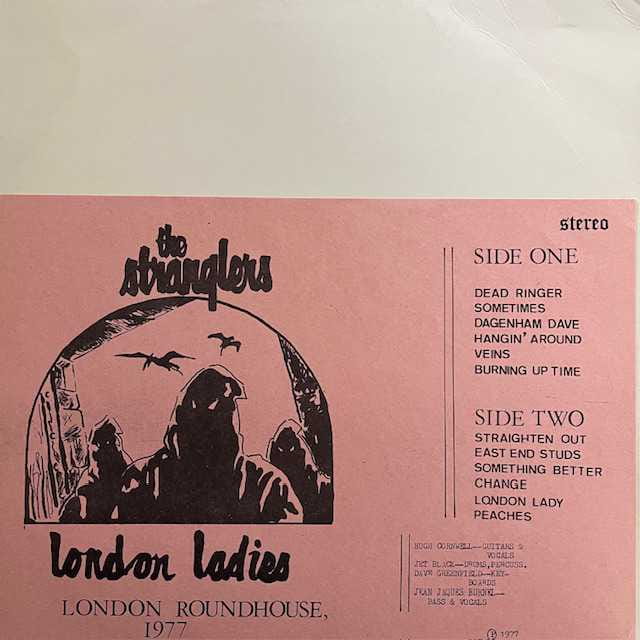 the
stranglers
stereo
SIDE ONE
DEAD RINGER
SOMETIMES
DAGENHAM DAVE
HANGIN' AROUND
VEINS
BURNING UP TIME
SIDE TWO
STRAIGHTEN OUT
EAST END STUDS
SOMETHING BETTER
CHANGE
LONDON LADY
PEACHES
london ladies
LONDON ROUNDHOUSE,
1977
HUGH CORNWELL--GUITARS &
VOCALS
JET BLACK--DRUMS,PERCUSS.
DAVE GREENFIELD--KEY-
BOARDS
JEAN JAQUES BURNEL--
BASS & VOCALS
Ⓟ 1977